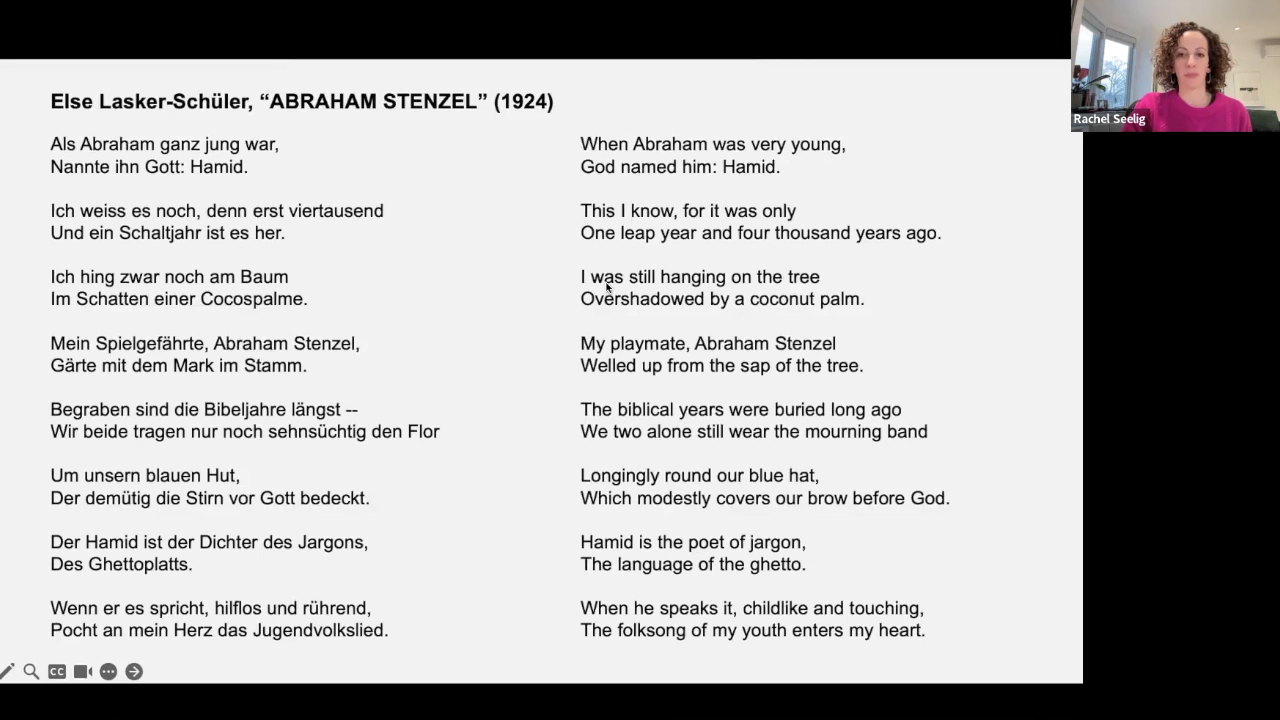 Else Lasker-Schüler, “ABRAHAM STENZEL” (1924)
Als Abraham ganz jung war,
Nannte ihn Gott: Hamid.
Ich weiss es noch, denn erst viertausend
Und ein Schaltjahr ist es her.
Ich hing zwar noch am Baum
Im Schatten einer Cocospalme.
Mein Spielgefährte, Abraham Stenzel,
Gärte mit dem Mark im Stamm.
Begraben sind die Bibeljahre längst --
Wir beide tragen nur noch sehnsüchtig den Flor
Um unsern blauen Hut,
Der demütig die Stirn vor Gott bedeckt.
Der Hamid ist der Dichter des Jargons,
Des Ghettoplatts.
Wenn er es spricht, hilflos und rührend,
Pocht an mein Herz das Jugendvolkslied.
When Abraham was very young,
God named him: Hamid.
This I know, for it was only
One leap year and four thousand years ago.
I was still hanging on the tree
Overshadowed by a coconut palm.
My playmate, Abraham Stenzel
Welled up from the sap of the tree.
The biblical years were buried long ago
We two alone still wear the mourning band
Longingly round our blue hat,
Which modestly covers our brow before God.
Hamid is the poet of jargon,
The language of the ghetto.
When he speaks it, childlike and touching,
The folksong of my youth enters my heart.
Rachel Seelig
CC